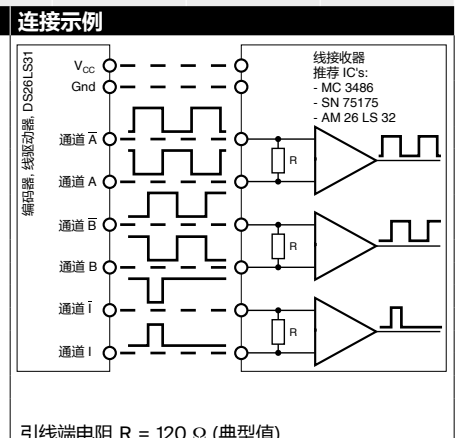 连接示例
编码器, 线驱动器, DS26LS31
VCC
Gnd
通道 A̅
通道 A
通道 B̅
通道 B
通道 I̅
通道 I
线接收器
推荐 IC's:
- MC 3486
- SN 75175
- AM 26 LS 32
R
R
R
引线端电阻 R = 120 Ω (典型值)